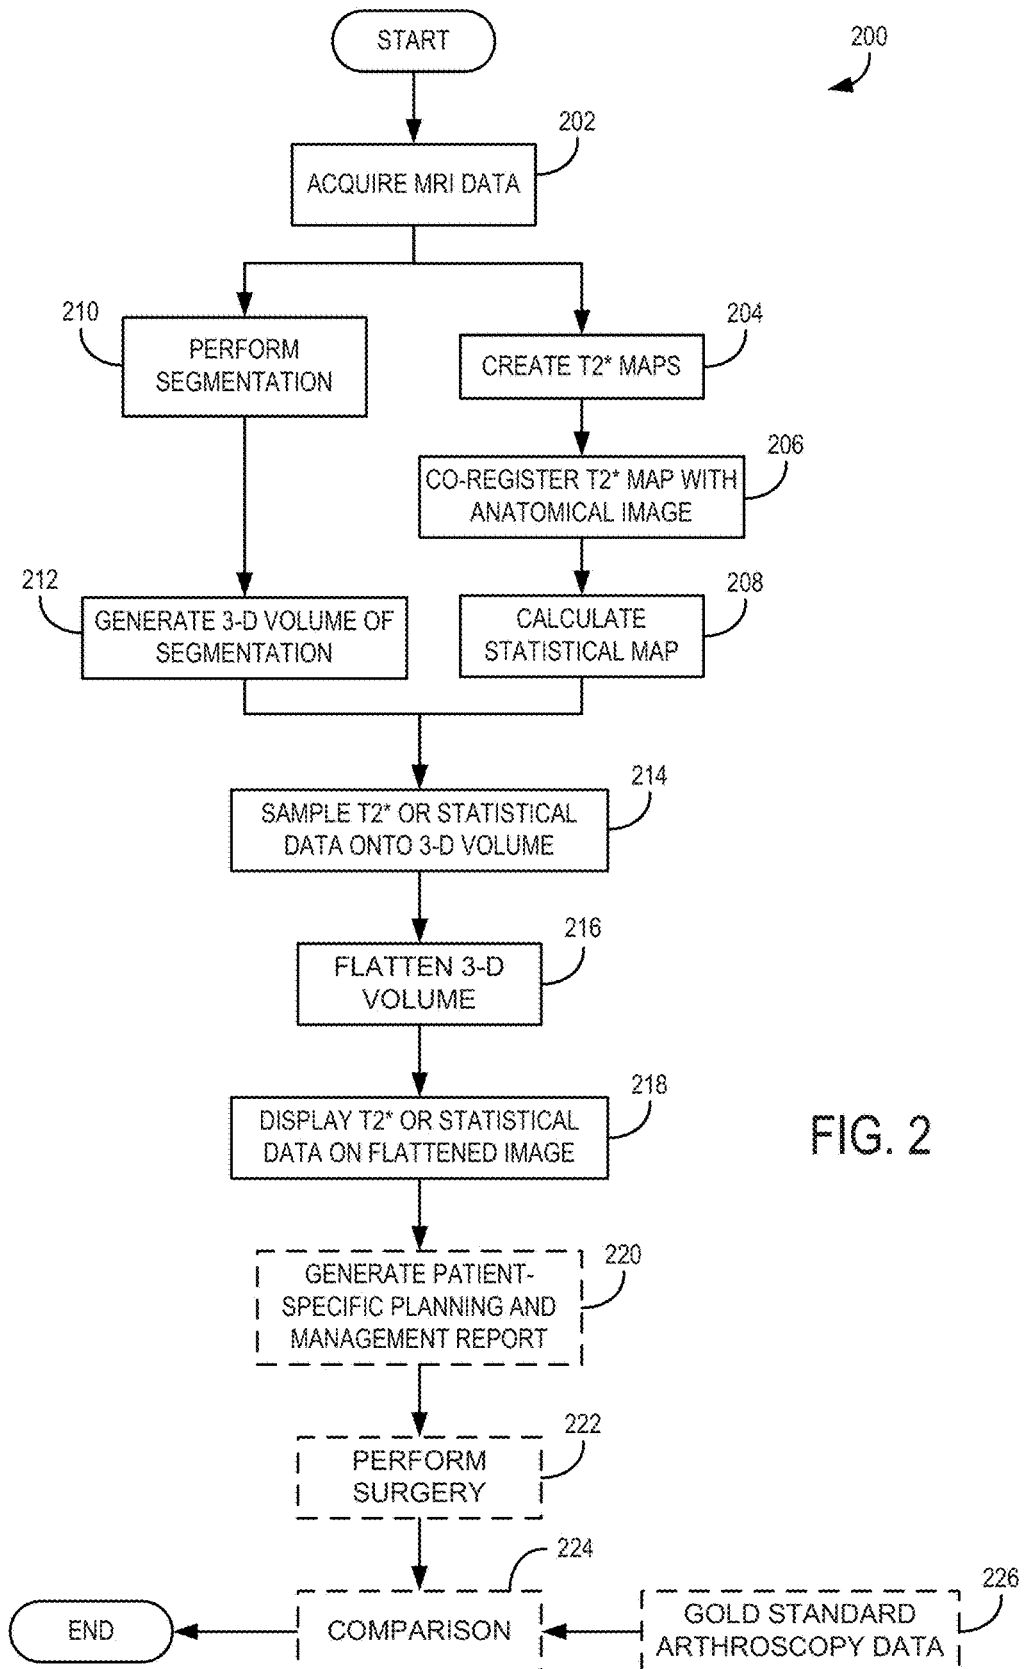 START
200
202
ACQUIRE MRI DATA
210
PERFORM
SEGMENTATION
204
CREATE T2* MAPS
206
CO-REGISTER T2* MAP WITH
ANATOMICAL IMAGE
212
GENERATE 3-D VOLUME OF
SEGMENTATION
208
CALCULATE
STATISTICAL MAP
214
SAMPLE T2* OR STATISTICAL
DATA ONTO 3-D VOLUME
216
FLATTEN 3-D
VOLUME
218
DISPLAY T2* OR STATISTICAL
DATA ON FLATTENED IMAGE
FIG. 2
220
GENERATE PATIENT-
SPECIFIC PLANNING AND
MANAGEMENT REPORT
222
PERFORM
SURGERY
224
COMPARISON
END
226
GOLD STANDARD
ARTHROSCOPY DATA